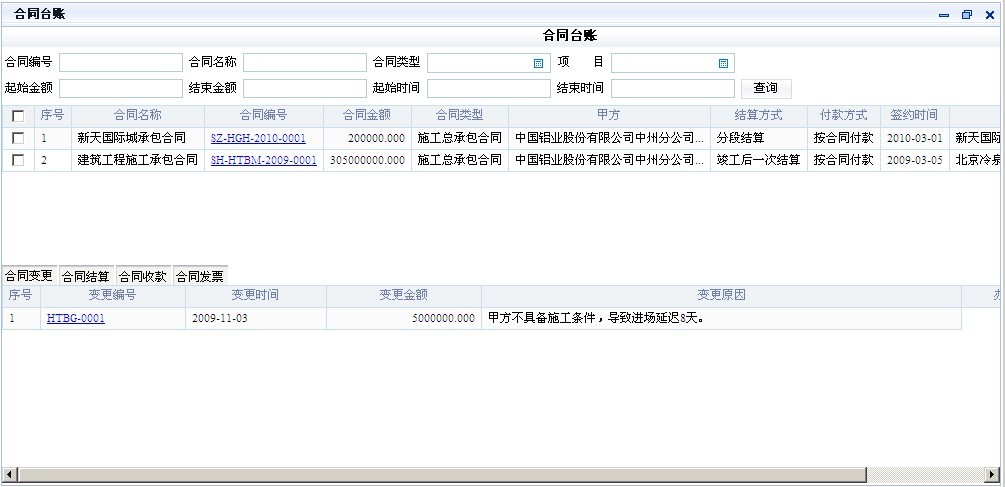 合同台账
合同台账
合同编号 合同名称 合同类型 项 目
起始金额 结束金额 起始时间 结束时间 查询
序号 合同名称 合同编号 合同金额 合同类型 甲方 结算方式 付款方式 签约时间
1 新天国际城承包合同 SZ-HGH-2010-0001 200000.000 施工总承包合同 中国铝业股份有限公司中州分公司... 分段结算 按合同付款 2010-03-01 新天国际
2 建筑工程施工承包合同 SH-HTBM-2009-0001 305000000.000 施工总承包合同 中国铝业股份有限公司中州分公司... 竣工后一次结算 按合同付款 2009-03-05 北京冷泉
合同变更 合同结算 合同收款 合同发票
序号 变更编号 变更时间 变更金额 变更原因
1 HTBG-0001 2009-11-03 5000000.000 甲方不具备施工条件，导致进场延迟8天。